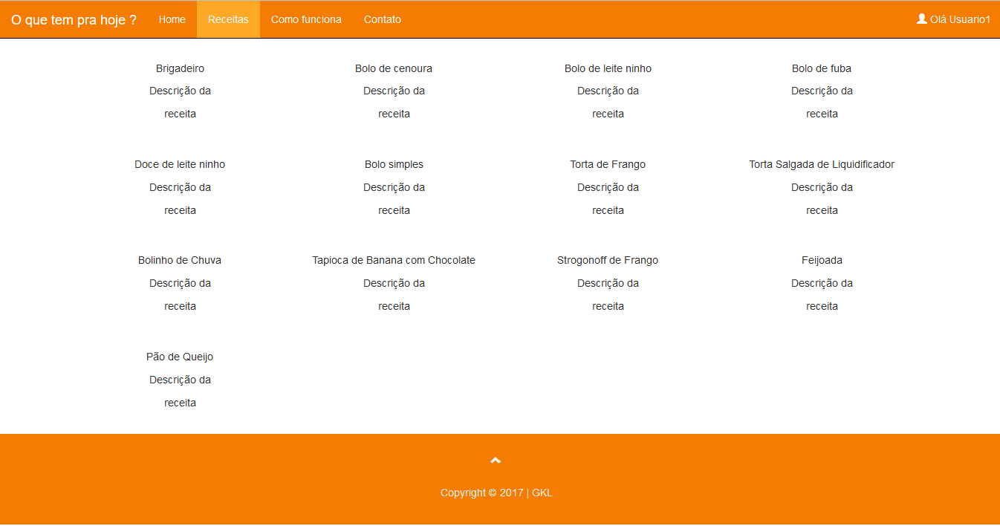 O que tem pra hoje ? Home Receitas Como funciona Contato Olá Usuario1
Brigadeiro Bolo de cenoura Bolo de leite ninho Bolo de fuba
Descrição da Descrição da Descrição da Descrição da
receita receita receita receita
Doce de leite ninho Bolo simples Torta de Frango Torta Salgada de Liquidificador
Descrição da Descrição da Descrição da Descrição da
receita receita receita receita
Bolinho de Chuva Tapioca de Banana com Chocolate Strogonoff de Frango Feijoada
Descrição da Descrição da Descrição da Descrição da
receita receita receita receita
Pão de Queijo
Descrição da
receita
Copyright © 2017 | GKL